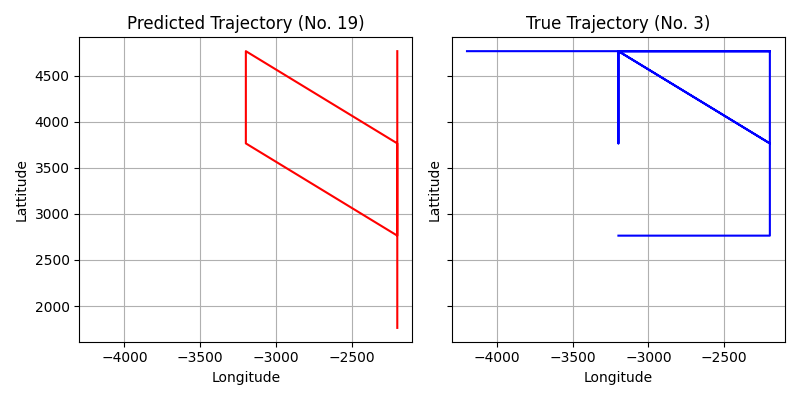 Predicted Trajectory (No. 19)
True Trajectory (No. 3)
Lattitude
4500
4000
3500
3000
2500
2000
−4000 −3500 −3000 −2500
Longitude
Lattitude
−4000 −3500 −3000 −2500
Longitude